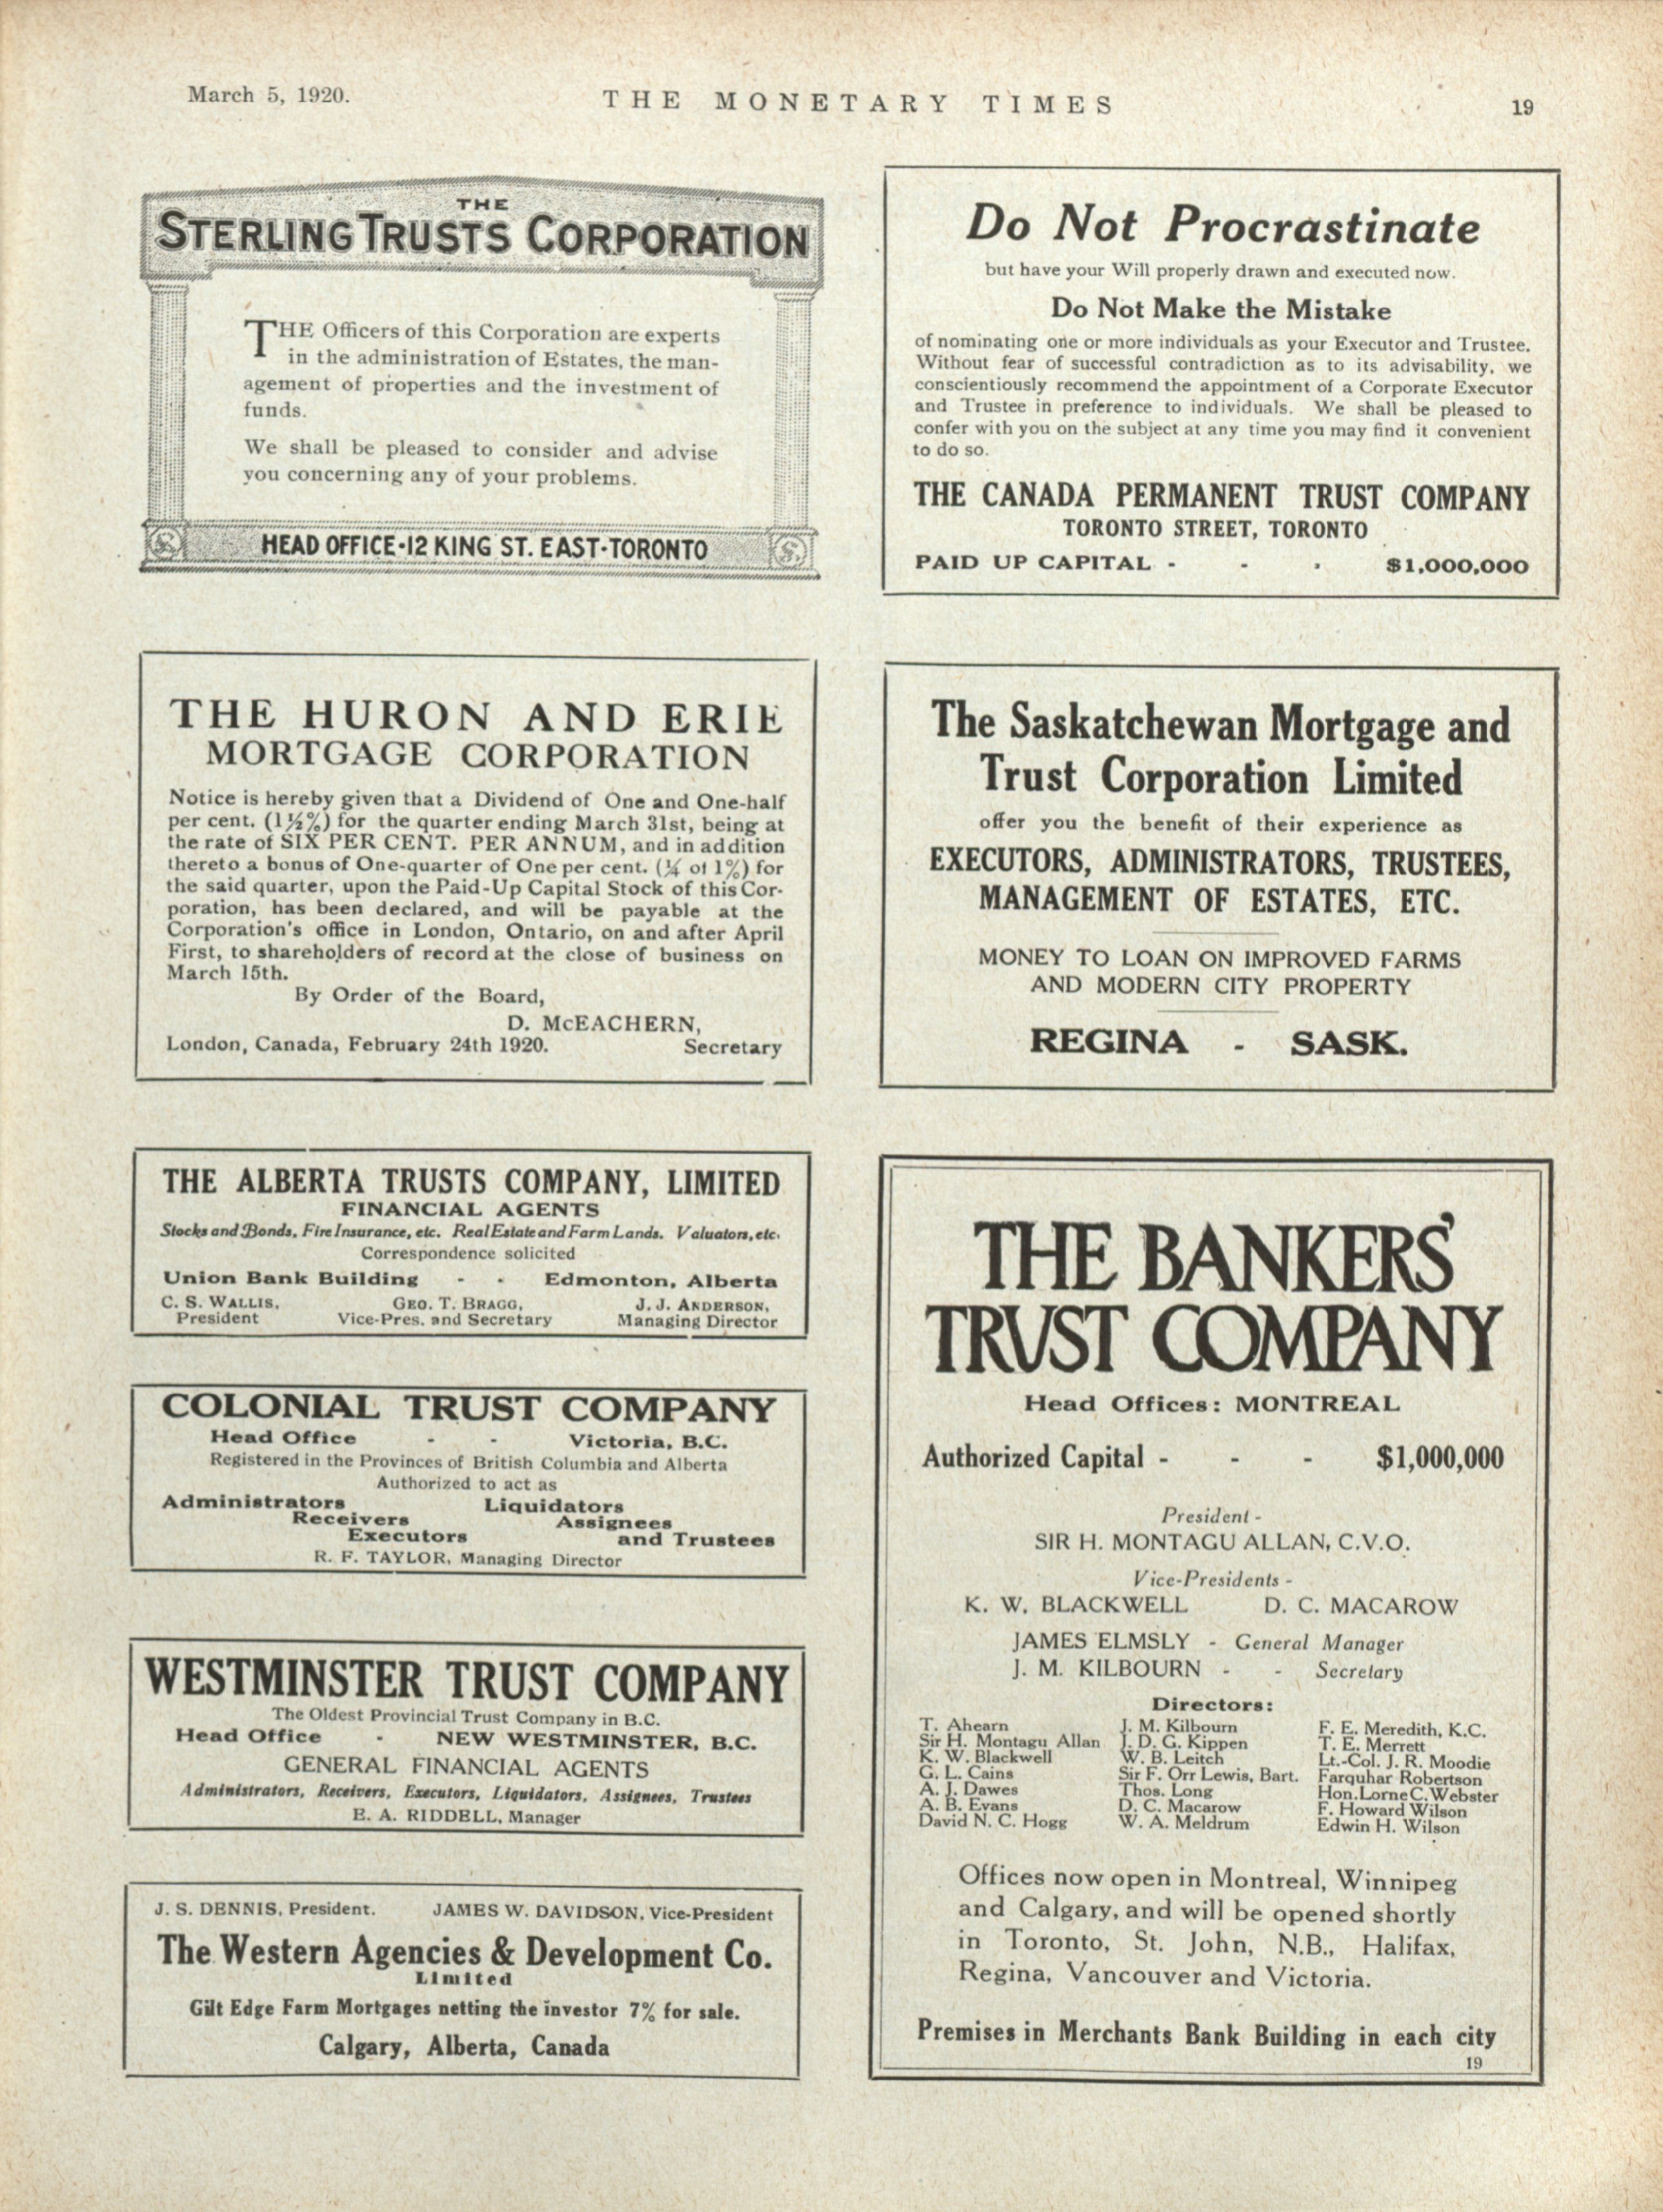 March 5, 1920.
THE MONETARY TIMES
19
THE
STERLING TRUSTS CORPORATION
THE Officers of this Corporation are experts
in the administration of Estates, the man-
agement of properties and the investment of
funds.
We shall be pleased to consider and advise
you concerning any of your problems.
HEAD OFFICE-12 KING ST. EAST-TORONTO
Do Not Procrastinate
but have your Will properly drawn and executed now.
Do Not Make the Mistake
of nominating one or more individuals as your Executor and Trustee.
Without fear of successful contradiction as to its advisability, we
conscientiously recommend the appointment of a Corporate Executor
and Trustee in preference to individuals. We shall be pleased to
confer with you on the subject at any time you may find it convenient
to do so.
THE CANADA PERMANENT TRUST COMPANY
TORONTO STREET, TORONTO
PAID UP CAPITAL - - - $1,000,000
THE HURON AND ERIE
MORTGAGE CORPORATION
Notice is hereby given that a Dividend of One and One-half
per cent. (1½%) for the quarter ending March 31st, being at
the rate of SIX PER CENT. PER ANNUM, and in addition
thereto a bonus of One-quarter of One per cent. (¼ of 1%) for
the said quarter, upon the Paid-Up Capital Stock of this Cor-
poration, has been declared, and will be payable at the
Corporation's office in London, Ontario, on and after April
First, to shareholders of record at the close of business on
March 15th.
By Order of the Board,
D. McEACHERN,
London, Canada, February 24th 1920. Secretary
The Saskatchewan Mortgage and
Trust Corporation Limited
offer you the benefit of their experience as
EXECUTORS, ADMINISTRATORS, TRUSTEES,
MANAGEMENT OF ESTATES, ETC.
MONEY TO LOAN ON IMPROVED FARMS
AND MODERN CITY PROPERTY
REGINA - SASK.
THE ALBERTA TRUSTS COMPANY, LIMITED
FINANCIAL AGENTS
Stocks and Bonds, Fire Insurance, etc. Real Estate and Farm Lands. Valuators, etc.
Correspondence solicited
Union Bank Building - - Edmonton, Alberta
C. S. WALLIS, GEO. T. BRAGG, J. J. ANDERSON,
President Vice-Pres. and Secretary Managing Director
COLONIAL TRUST COMPANY
Head Office - - Victoria, B.C.
Registered in the Provinces of British Columbia and Alberta
Authorized to act as
Administrators Liquidators
Receivers Assignees
Executors and Trustees
R. F. TAYLOR, Managing Director
WESTMINSTER TRUST COMPANY
The Oldest Provincial Trust Company in B.C.
Head Office - NEW WESTMINSTER, B.C.
GENERAL FINANCIAL AGENTS
Administrators, Receivers, Executors, Liquidators, Assignees, Trustees
E. A. RIDDELL, Manager
J. S. DENNIS, President. JAMES W. DAVIDSON, Vice-President
The Western Agencies & Development Co.
Limited
Gilt Edge Farm Mortgages netting the investor 7% for sale.
Calgary, Alberta, Canada
THE BANKERS'
TRVST COMPANY
Head Offices: MONTREAL
Authorized Capital - - - $1,000,000
President -
SIR H. MONTAGU ALLAN, C.V.O.
Vice-Presidents -
K. W. BLACKWELL D. C. MACAROW
JAMES ELMSLY - General Manager
J. M. KILBOURN - - Secretary
Directors:
T. Ahearn J. M. Kilbourn F. E. Meredith, K.C.
Sir H. Montagu Allan J. D. G. Kippen T. E. Merrett
K. W. Blackwell W. B. Leitch Lt.-Col. J. R. Moodie
G. L. Cains Sir F. Orr Lewis, Bart. Farquhar Robertson
A. J. Dawes Thos. Long Hon. Lorne C. Webster
A. B. Evans D. C. Macarow F. Howard Wilson
David N. C. Hogg W. A. Meldrum Edwin H. Wilson
Offices now open in Montreal, Winnipeg
and Calgary, and will be opened shortly
in Toronto, St. John, N.B., Halifax,
Regina, Vancouver and Victoria.
Premises in Merchants Bank Building in each city
19